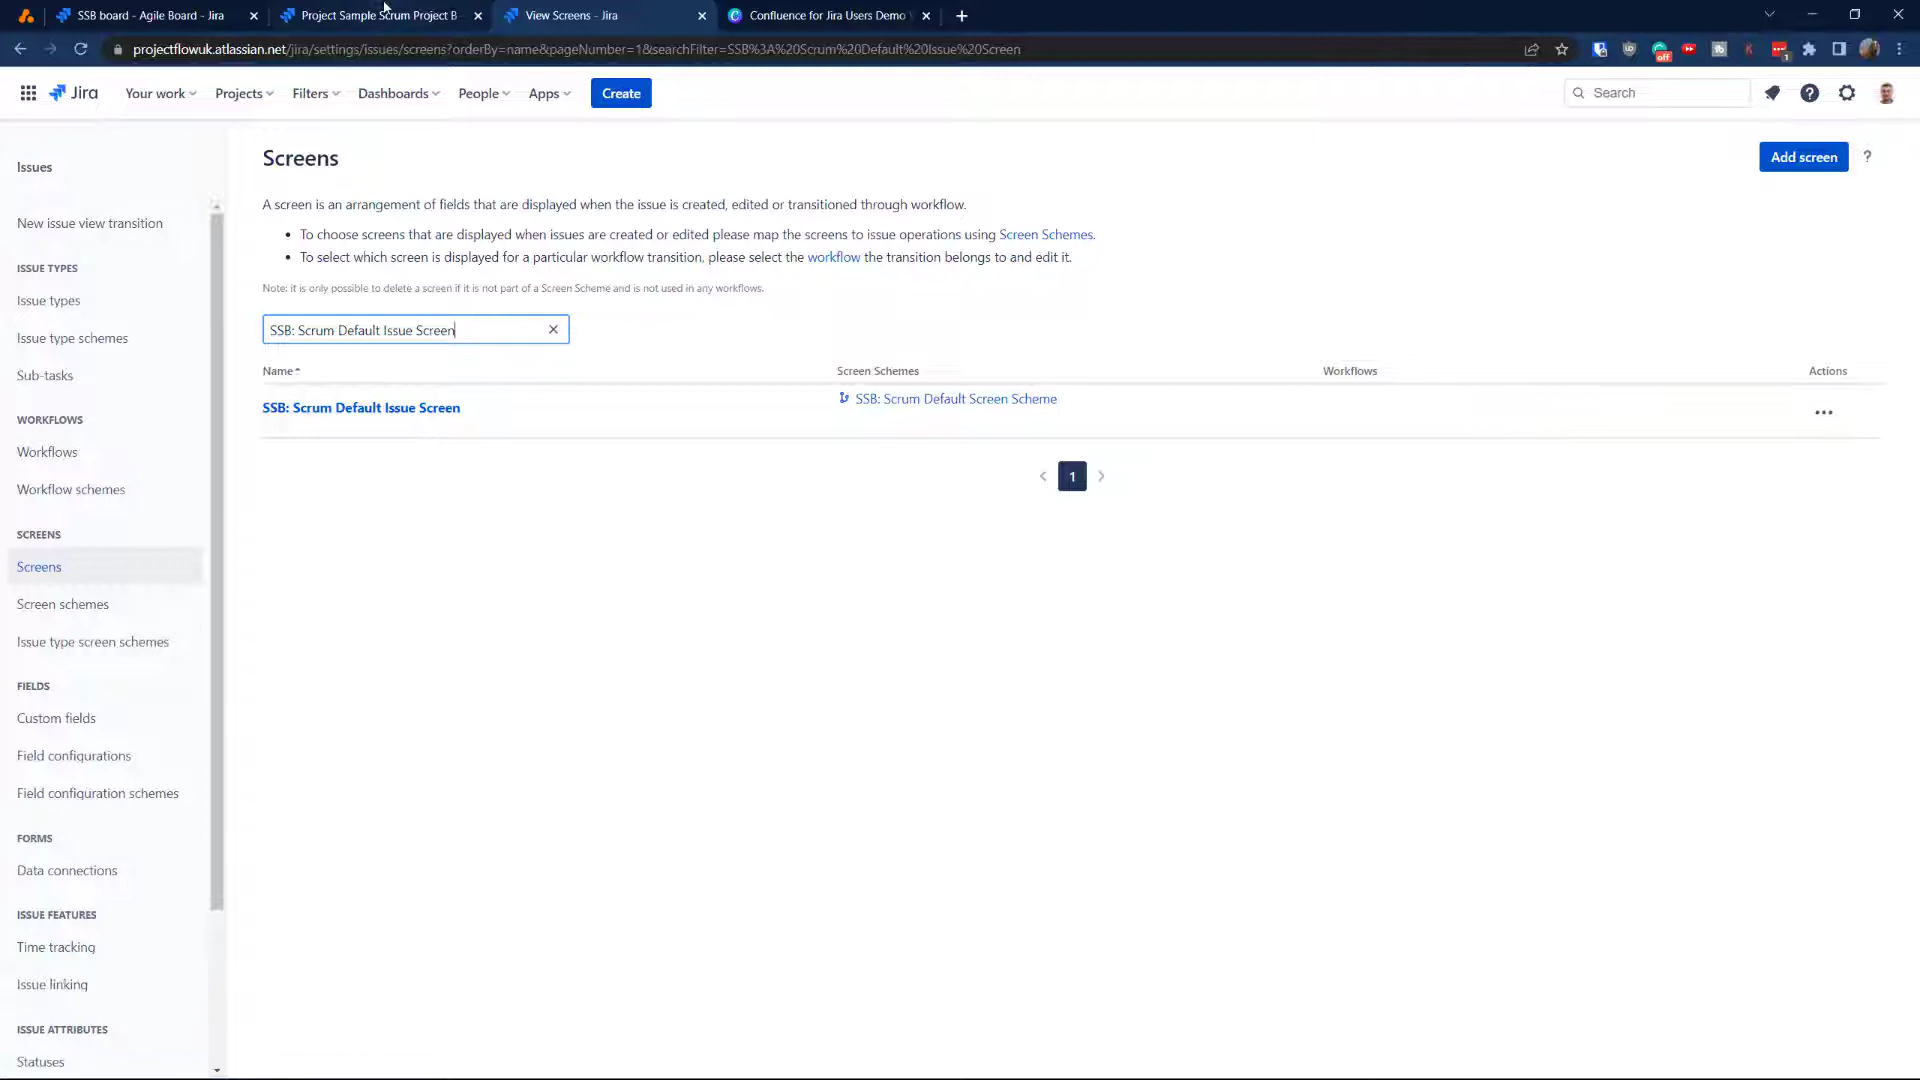 SSB board - Agile Board - Jira
Project Sample Scrum Project B
View Screens - Jira
Confluence for Jira Users Demo
projectflowuk.atlassian.net/jira/settings/issues/screens?orderBy=name&pageNumber=1&searchFilter=SSB%3A%20Scrum%20Default%20Issue%20Screen
off
1
Jira
Your work
Projects
Filters
Dashboards
People
Apps
Create
Search
Issues
New issue view transition
ISSUE TYPES
Issue types
Issue type schemes
Sub-tasks
WORKFLOWS
Workflows
Workflow schemes
SCREENS
Screens
Screen schemes
Issue type screen schemes
FIELDS
Custom fields
Field configurations
Field configuration schemes
FORMS
Data connections
ISSUE FEATURES
Time tracking
Issue linking
ISSUE ATTRIBUTES
Statuses
Screens
Add screen
?
A screen is an arrangement of fields that are displayed when the issue is created, edited or transitioned through workflow.
• To choose screens that are displayed when issues are created or edited please map the screens to issue operations using Screen Schemes.
• To select which screen is displayed for a particular workflow transition, please select the workflow the transition belongs to and edit it.
Note: it is only possible to delete a screen if it is not part of a Screen Scheme and is not used in any workflows.
SSB: Scrum Default Issue Screen
Name
Screen Schemes
Workflows
Actions
SSB: Scrum Default Issue Screen
SSB: Scrum Default Screen Scheme
1